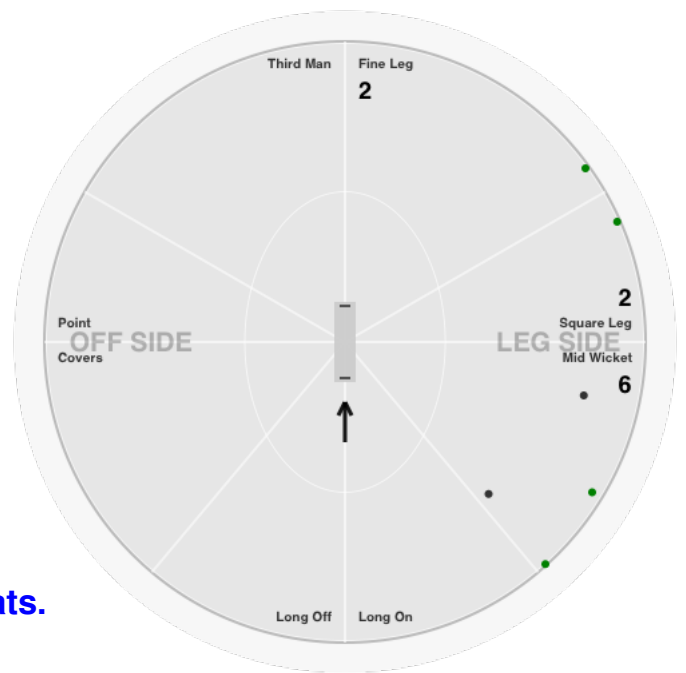 Third Man
Fine Leg
2
2
Point
Square Leg
OFF SIDE
LEG SIDE
Covers
Mid Wicket
6
Long Off
Long On